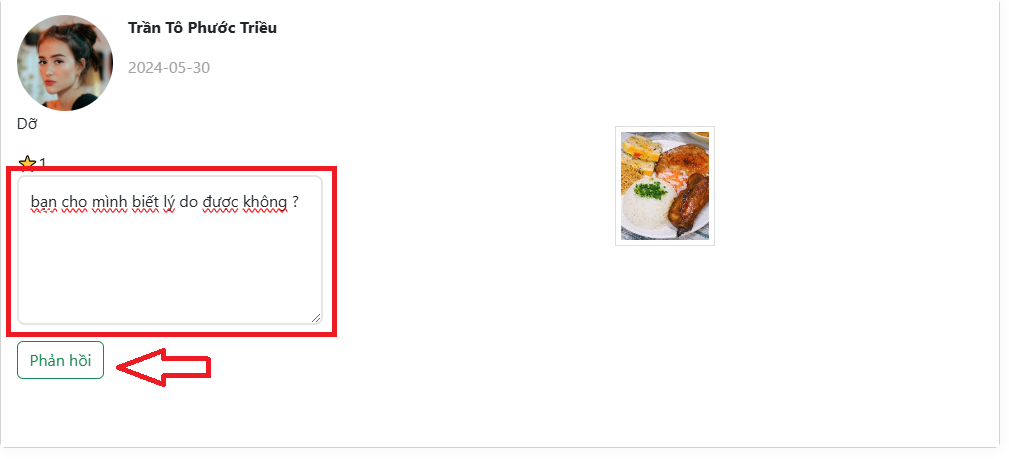 Trần Tô Phước Triều
2024-05-30
Dỡ
1
bạn cho mình biết lý do được không ?
Phản hồi